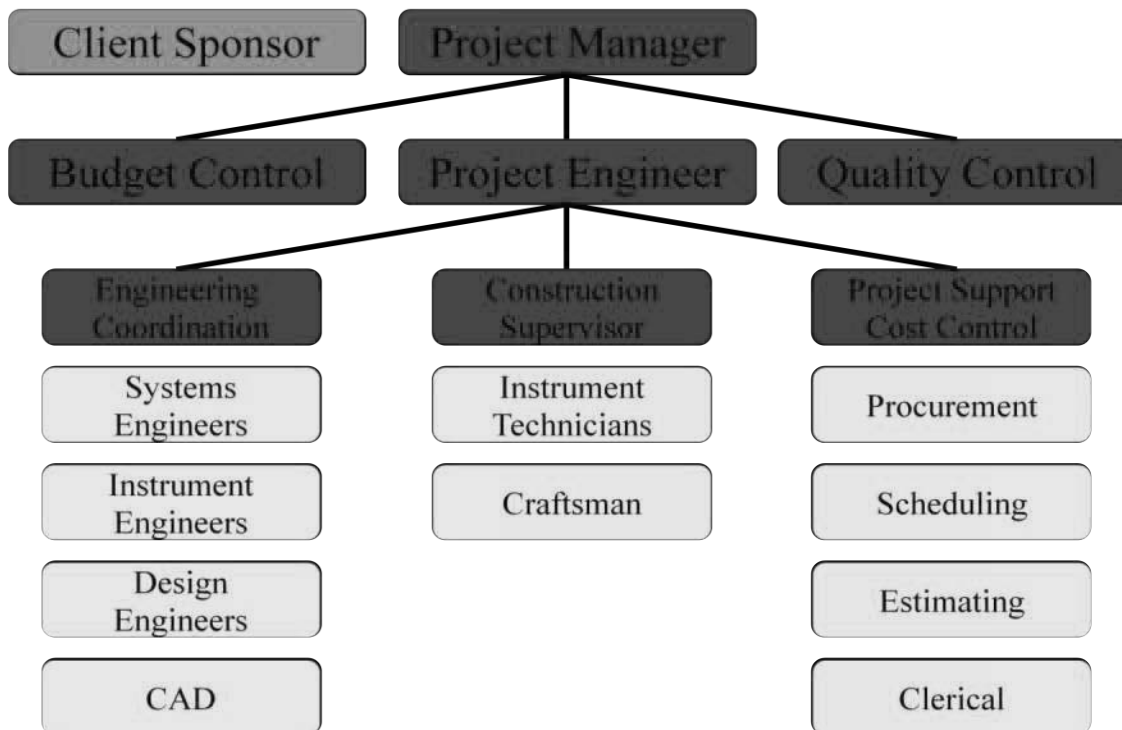 Client Sponsor
Project Manager
Budget Control
Project Engineer
Quality Control
Engineering
Coordination
Construction
Supervisor
Project Support
Cost Control
Systems
Engineers
Instrument
Technicians
Procurement
Instrument
Engineers
Craftsman
Scheduling
Design
Engineers
Estimating
CAD
Clerical